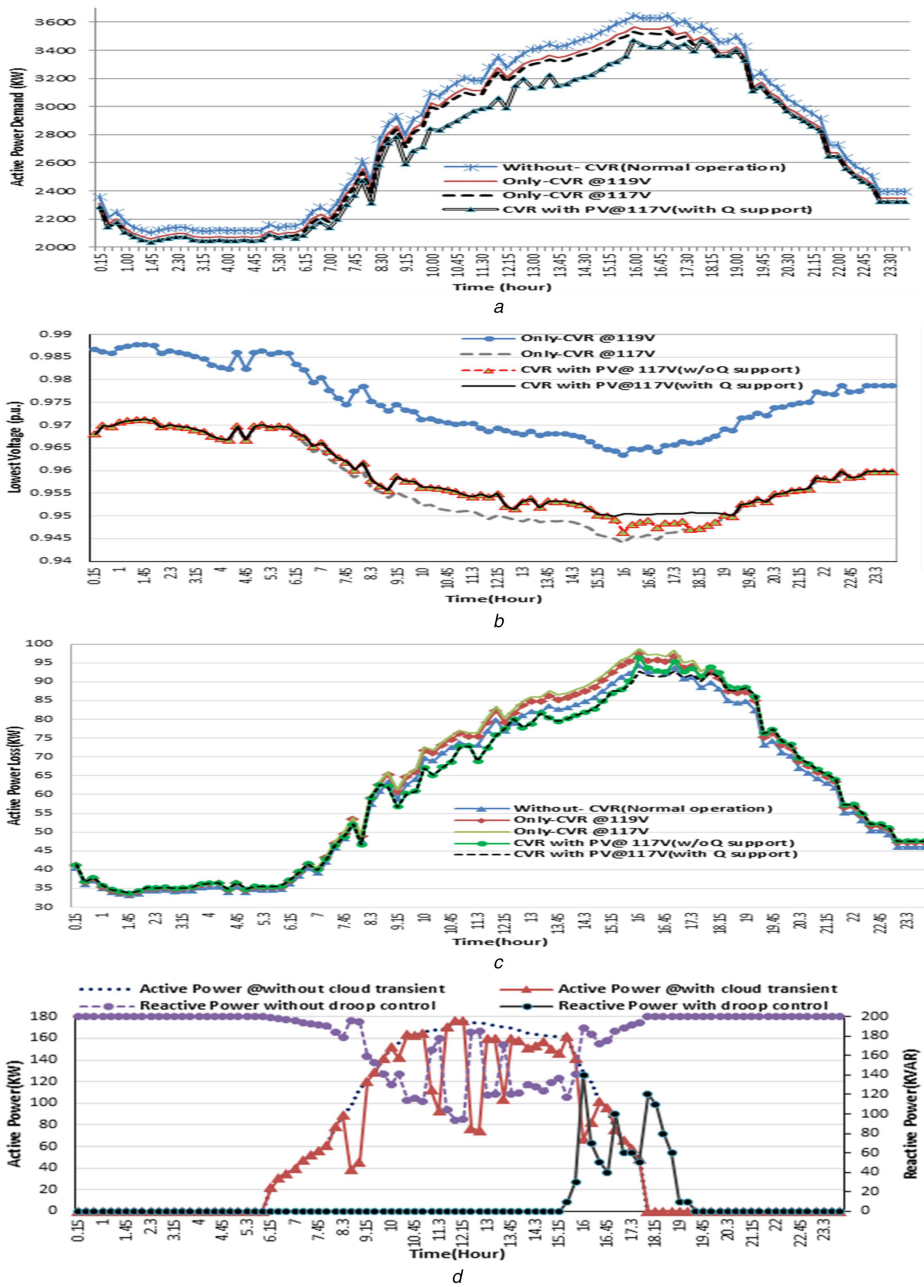 3600
3400
3200
3000
2800
2600
2400
2200
2000
Active Power Demand (KW)
Without- CVR(Normal operation)
Only-CVR @119V
Only-CVR @117V
CVR with PV@117V(with Q support)
0.15 1.00 1.45 2.30 3.15 4.00 4.45 5.30 6.15 7.00 7.45 8.30 9.15 10.00 10.45 11.30 12.15 13.00 13.45 14.30 15.15 16.00 16.45 17.30 18.15 19.00 19.45 20.30 21.15 22.00 22.45 23.30
Time (hour)
a
0.99
0.985
0.98
0.975
0.97
0.965
0.96
0.955
0.95
0.945
0.94
Lowest Voltage (p.u.)
Only-CVR @119V
Only-CVR @117V
CVR with PV@ 117V(w/oQ support)
CVR with PV@117V(with Q support)
0.15 1 1.45 2.3 3.15 4 4.45 5.3 6.15 7 7.45 8.3 9.15 10 10.45 11.3 12.15 13 13.45 14.3 15.15 16 16.45 17.3 18.15 19 19.45 20.3 21.15 22 22.45 23.3
Time(Hour)
b
100
95
90
85
80
75
70
65
60
55
50
45
40
35
30
Active Power Loss(KW)
Without- CVR(Normal operation)
Only-CVR @119V
Only-CVR @117V
CVR with PV@ 117V(w/oQ support)
CVR with PV@117V(with Q support)
0.15 1 1.45 2.3 3.15 4 4.45 5.3 6.15 7 7.45 8.3 9.15 10 10.45 11.3 12.15 13 13.45 14.3 15.15 16 16.45 17.3 18.15 19 19.45 20.3 21.15 22 22.45 23.3
Time(hour)
c
Active Power @without cloud transient
Active Power @with cloud transient
Reactive Power without droop control
Reactive Power with droop control
180
160
140
120
100
80
60
40
20
0
Active Power(KW)
200
180
160
140
120
100
80
60
40
20
0
Reactive Power(KVAR)
0.15 1 1.45 2.3 3.15 4 4.45 5.3 6.15 7 7.45 8.3 9.15 10 10.45 11.3 12.15 13 13.45 14.3 15.15 16 16.45 17.3 18.15 19 19.45 20.3 21.15 22 22.45 23.3
Time(Hour)
d